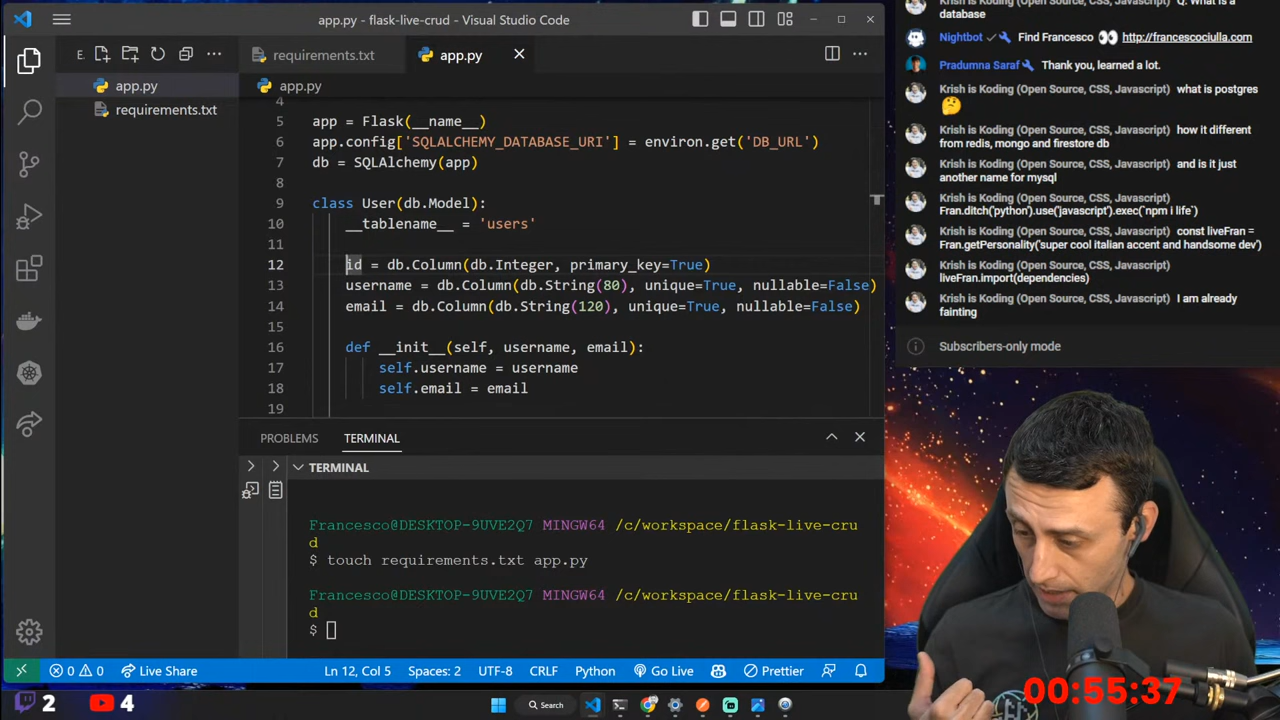 app.py - flask-live-crud - Visual Studio Code
E.
requirements.txt
app.py
app.py
requirements.txt
app.py
4
5 app = Flask(__name__)
6 app.config['SQLALCHEMY_DATABASE_URI'] = environ.get('DB_URL')
7 db = SQLAlchemy(app)
8
9 class User(db.Model):
10 __tablename__ = 'users'
11
12 id = db.Column(db.Integer, primary_key=True)
13 username = db.Column(db.String(80), unique=True, nullable=False)
14 email = db.Column(db.String(120), unique=True, nullable=False)
15
16 def __init__(self, username, email):
17 self.username = username
18 self.email = email
19
PROBLEMS TERMINAL
TERMINAL
Francesco@DESKTOP-9UVE2Q7 MINGW64 /c/workspace/flask-live-cru
d
$ touch requirements.txt app.py
Francesco@DESKTOP-9UVE2Q7 MINGW64 /c/workspace/flask-live-cru
d
$
0 0 Live Share Ln 12, Col 5 Spaces: 2 UTF-8 CRLF Python Go Live Prettier
2 4
Search
database
Nightbot Find Francesco 👀 http://francescociulla.com
Pradumna Saraf Thank you, learned a lot.
Krish is Koding (Open Source, CSS, Javascript) what is postgres
🤔
Krish is Koding (Open Source, CSS, Javascript) how it different
from redis, mongo and firestore db
Krish is Koding (Open Source, CSS, Javascript) and is it just
another name for mysql
Krish is Koding (Open Source, CSS, Javascript)
Fran.ditch('python').use('javascript').exec('npm i life')
Krish is Koding (Open Source, CSS, Javascript) const liveFran =
Fran.getPersonality('super cool italian accent and handsome dev')
Krish is Koding (Open Source, CSS, Javascript)
liveFran.import(dependencies)
Krish is Koding (Open Source, CSS, Javascript) I am already
fainting
Subscribers-only mode
00:55:37